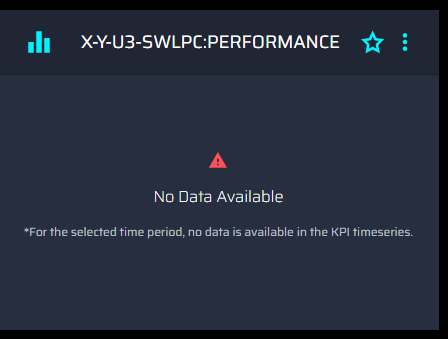 X-Y-U3-SWLPC:PERFORMANCE
No Data Available
*For the selected time period, no data is available in the KPI timeseries.